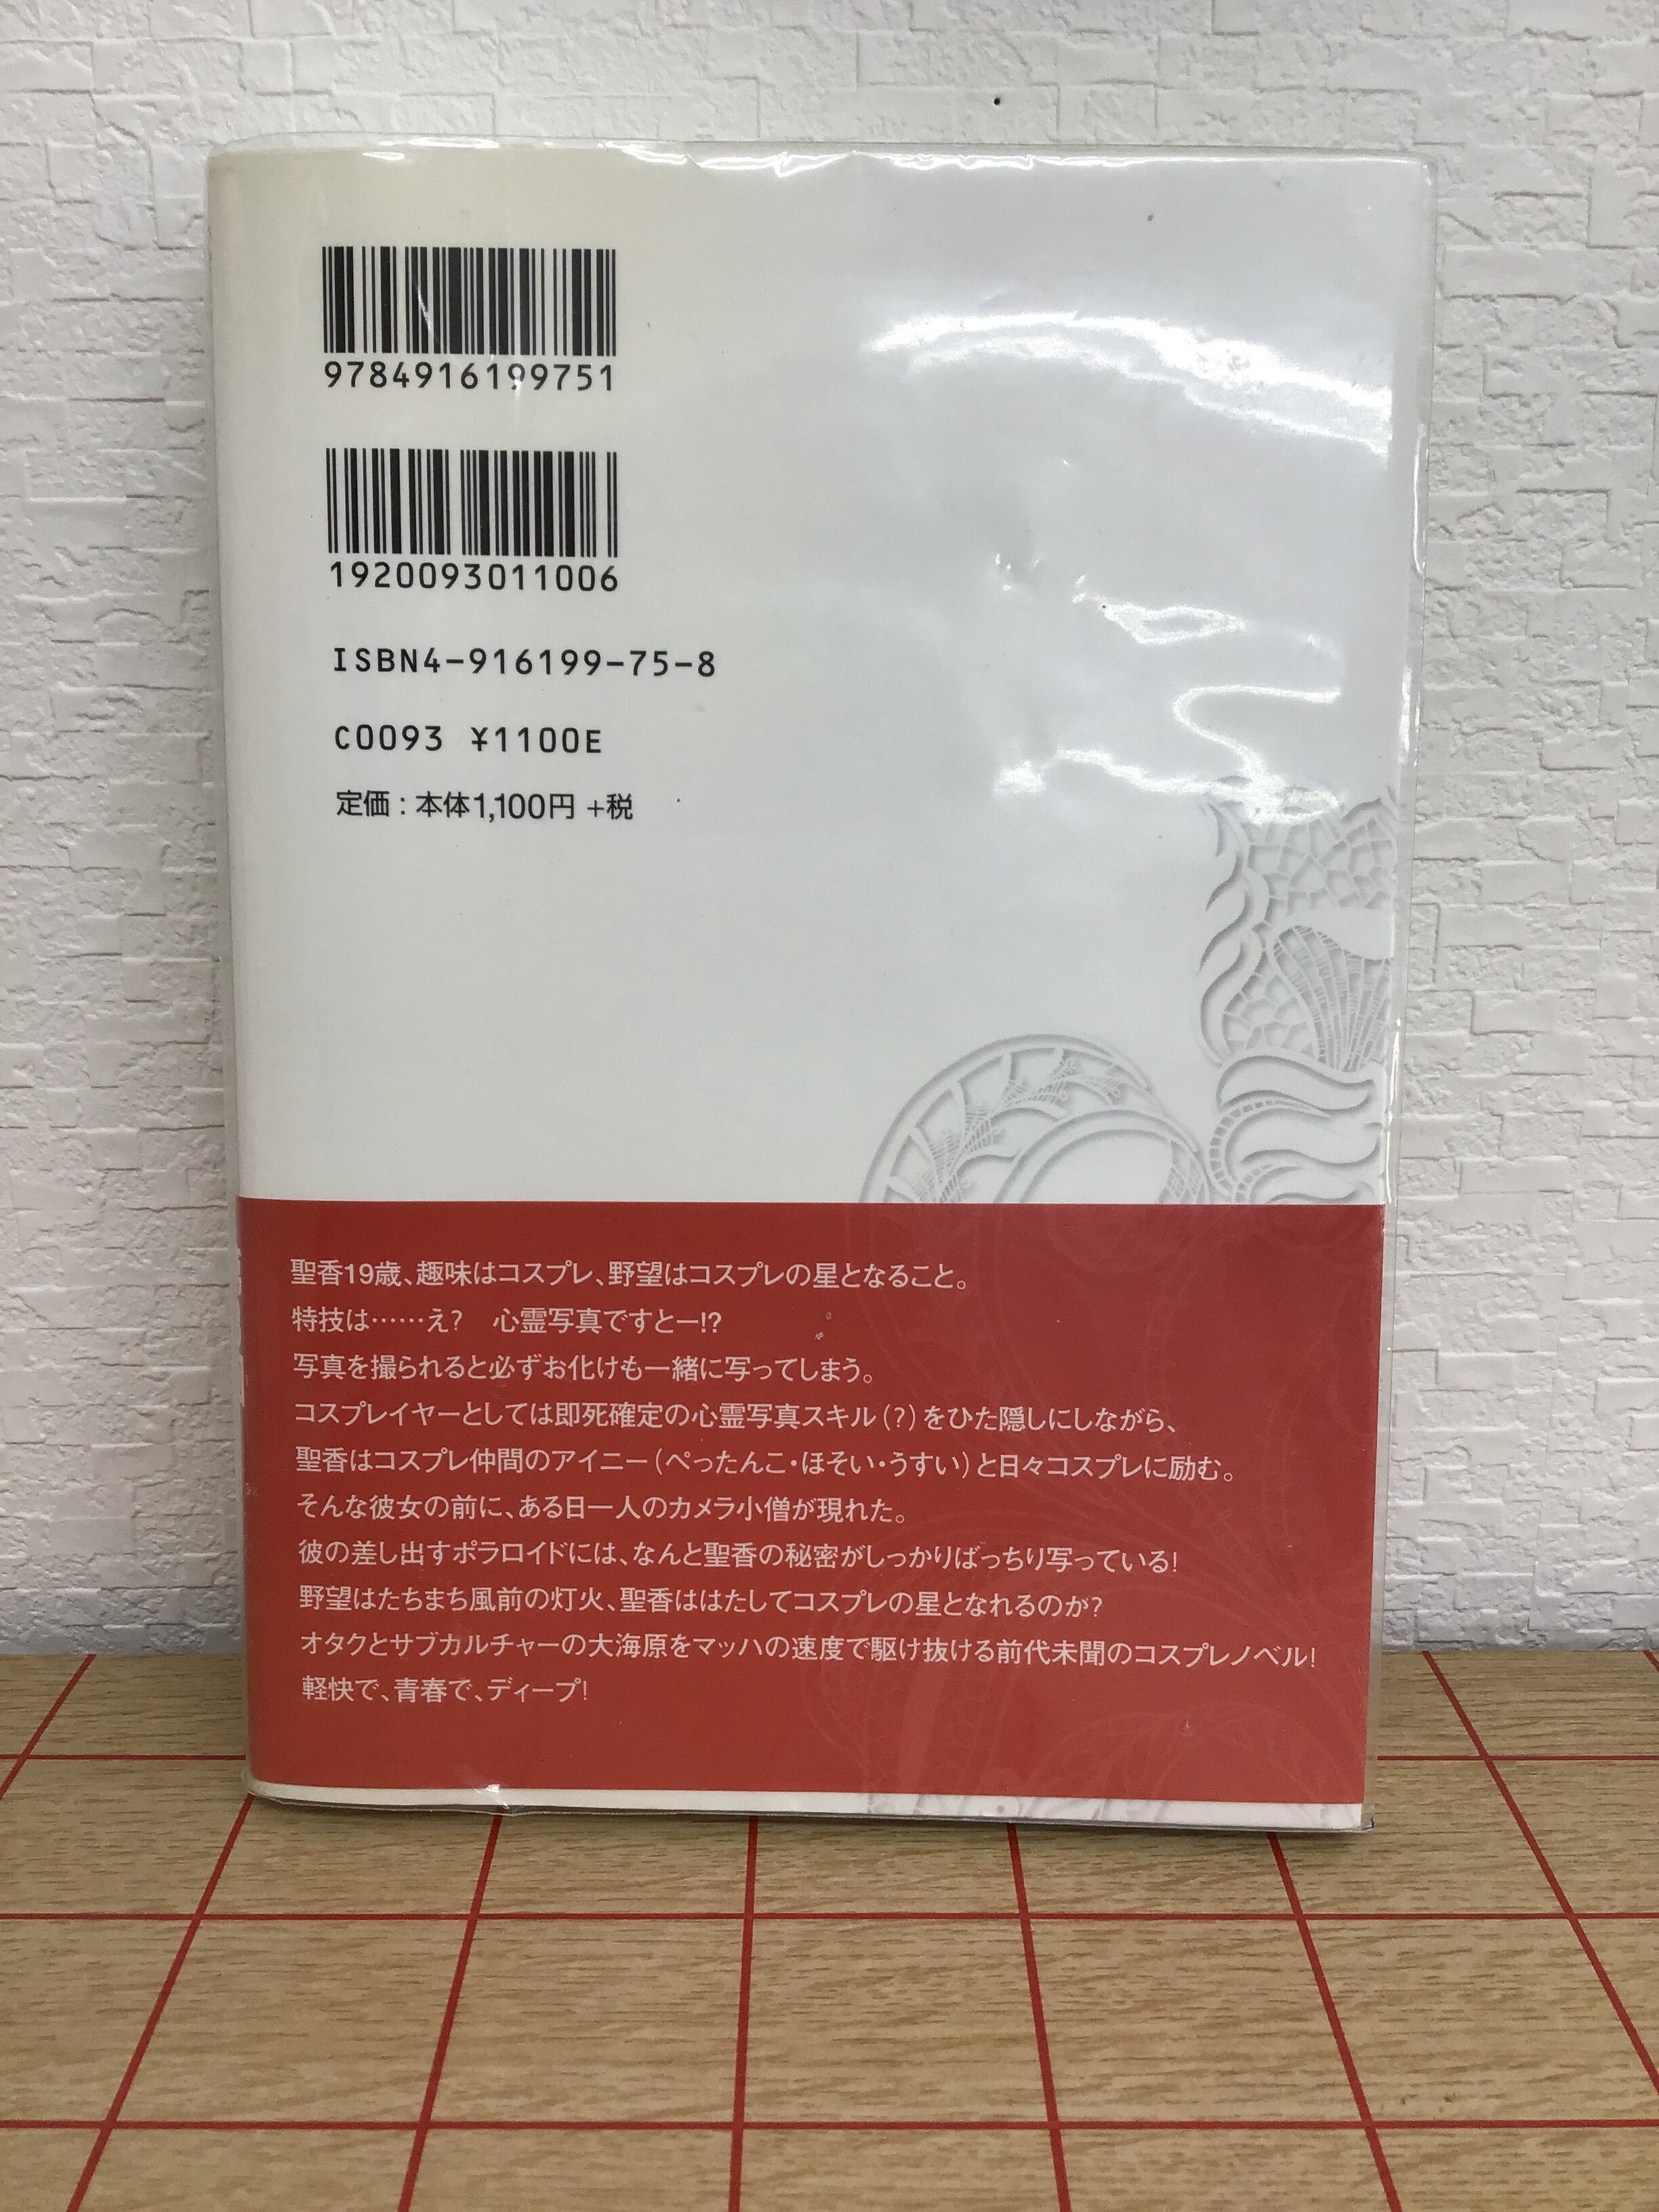 9784916199751
1920093011006
ISBN4-916199-75-8
C0093 ¥1100E
定価：本体1,100円 +税
聖香19歳、趣味はコスプレ、野望はコスプレの星となること。
特技は……え？　心霊写真ですとー!?
写真を撮られると必ずお化けも一緒に写ってしまう。
コスプレイヤーとしては即死確定の心霊写真スキル（？）をひた隠しにしながら、
聖香はコスプレ仲間のアイニー（ぺったんこ・ほそい・うすい）と日々コスプレに励む。
そんな彼女の前に、ある日一人のカメラ小僧が現れた。
彼の差し出すポラロイドには、なんと聖香の秘密がしっかりばっちり写っている！
野望はたちまち風前の灯火、聖香ははたしてコスプレの星となれるのか？
オタクとサブカルチャーの大海原をマッハの速度で駆け抜ける前代未聞のコスプレノベル！
軽快で、青春で、ディープ！